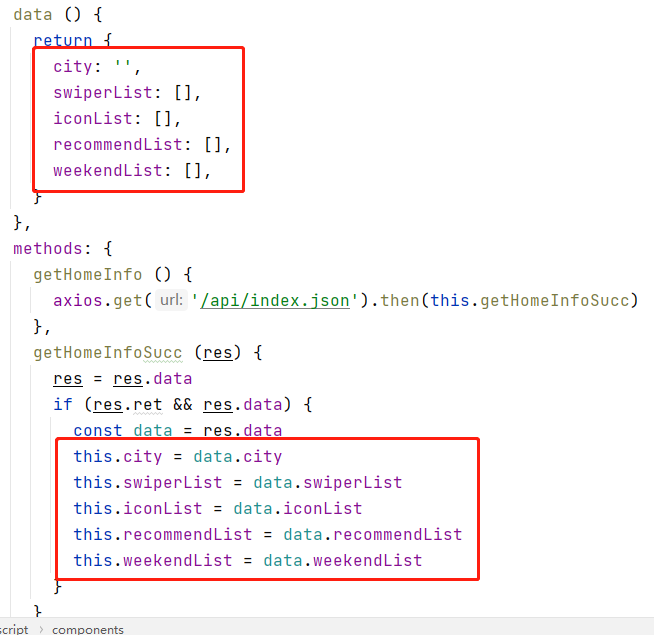 data () {
return {
city: '',
swiperList: [],
iconList: [],
recommendList: [],
weekendList: [],
}
},
methods: {
getHomeInfo () {
axios.get( url: '/api/index.json').then(this.getHomeInfoSucc)
},
getHomeInfoSucc (res) {
res = res.data
if (res.ret && res.data) {
const data = res.data
this.city = data.city
this.swiperList = data.swiperList
this.iconList = data.iconList
this.recommendList = data.recommendList
this.weekendList = data.weekendList
}
}
script › components